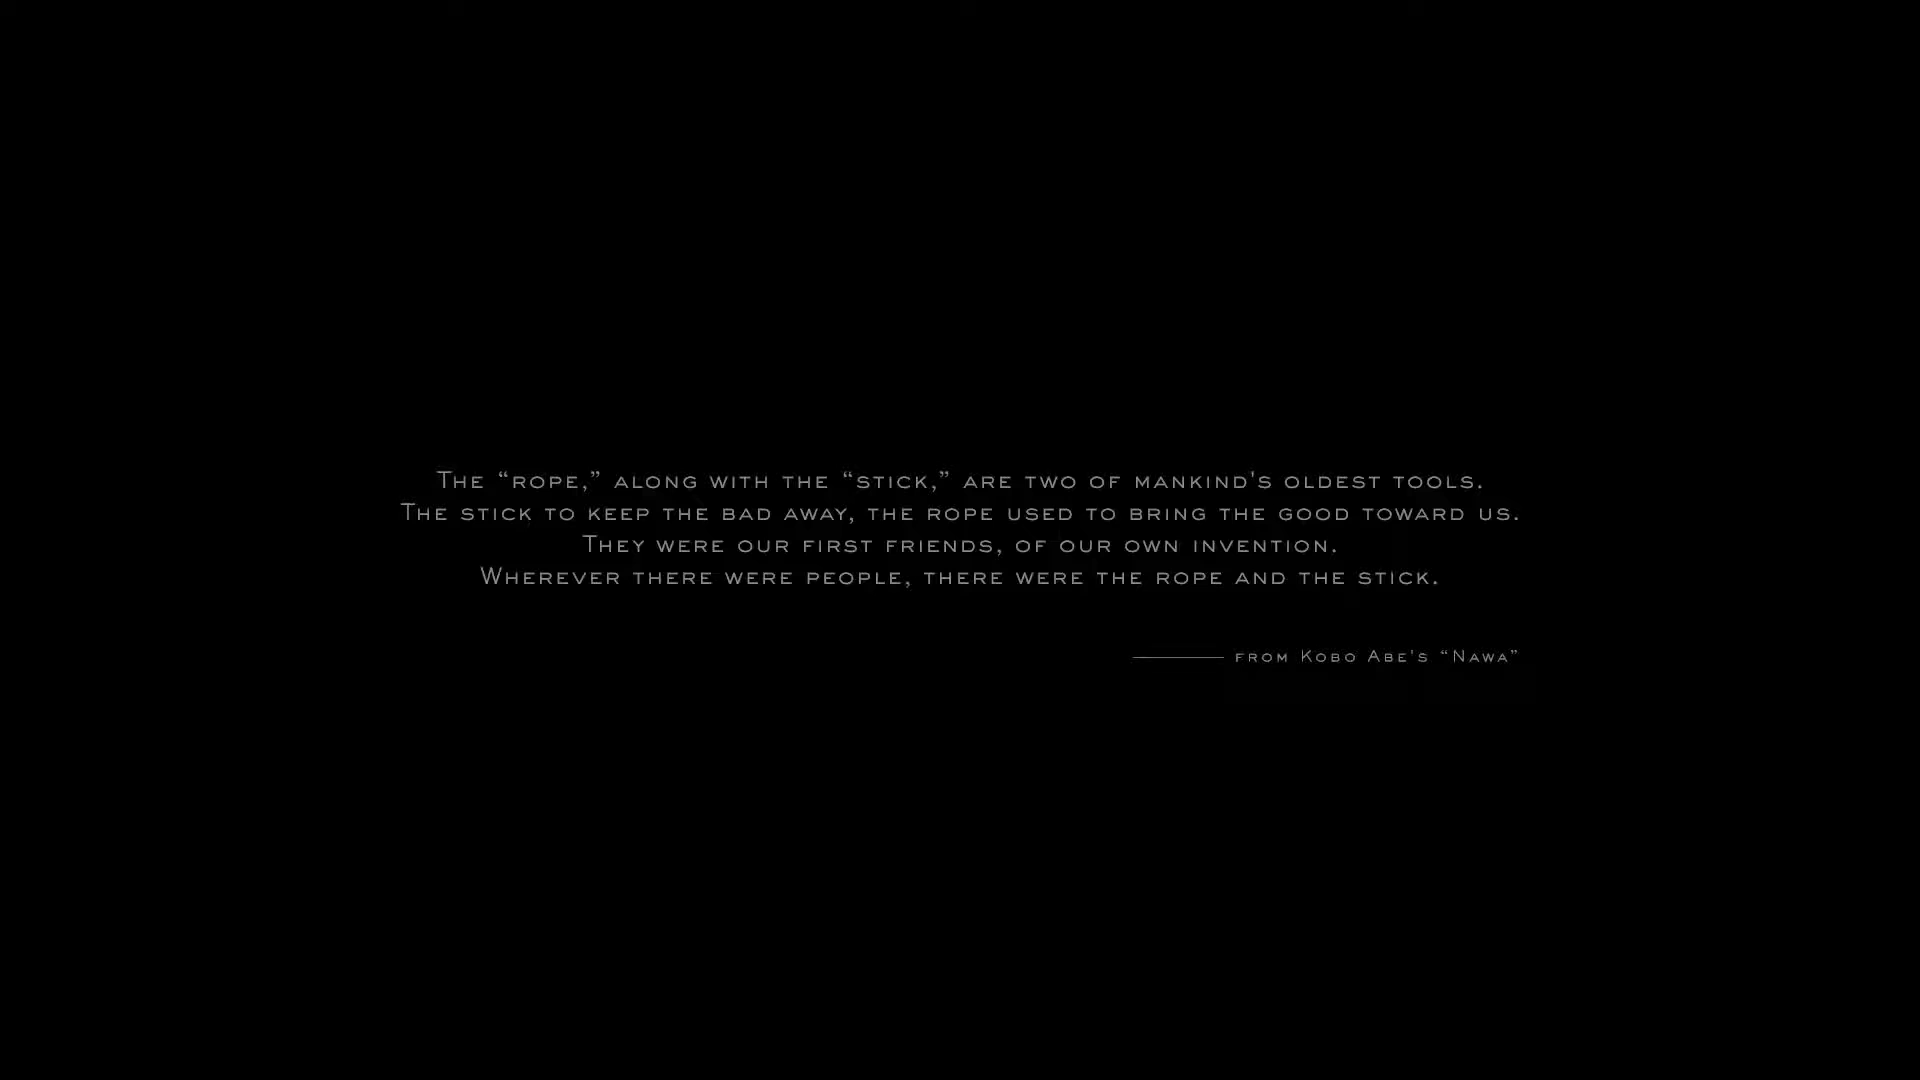 The “rope,” along with the “stick,” are two of mankind's oldest tools.
The stick to keep the bad away, the rope used to bring the good toward us.
They were our first friends, of our own invention.
Wherever there were people, there were the rope and the stick.
from Kobo Abe's “Nawa”